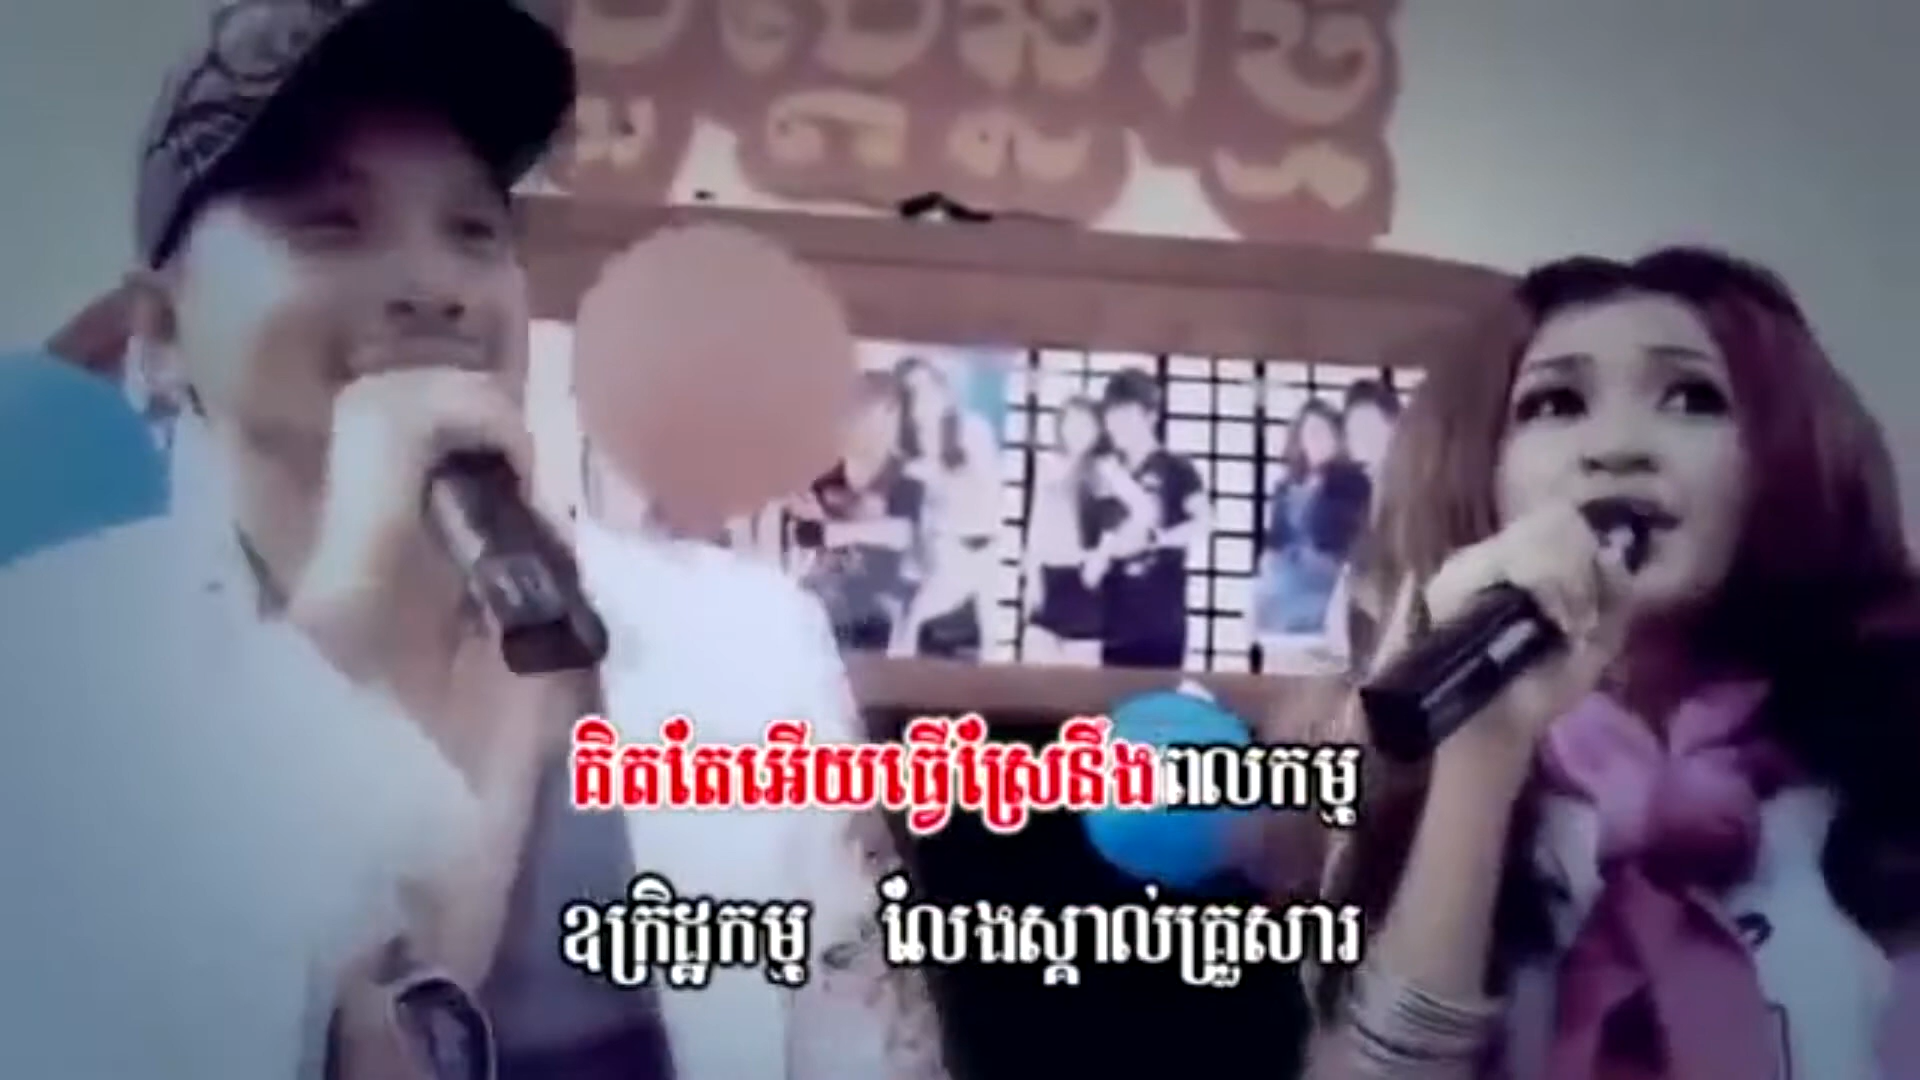 គិតតែអើយធ្វើស្រែនឹងពលកម្ម
ឧក្រិដ្ឋកម្ម លែងស្គាល់គ្រួសារ